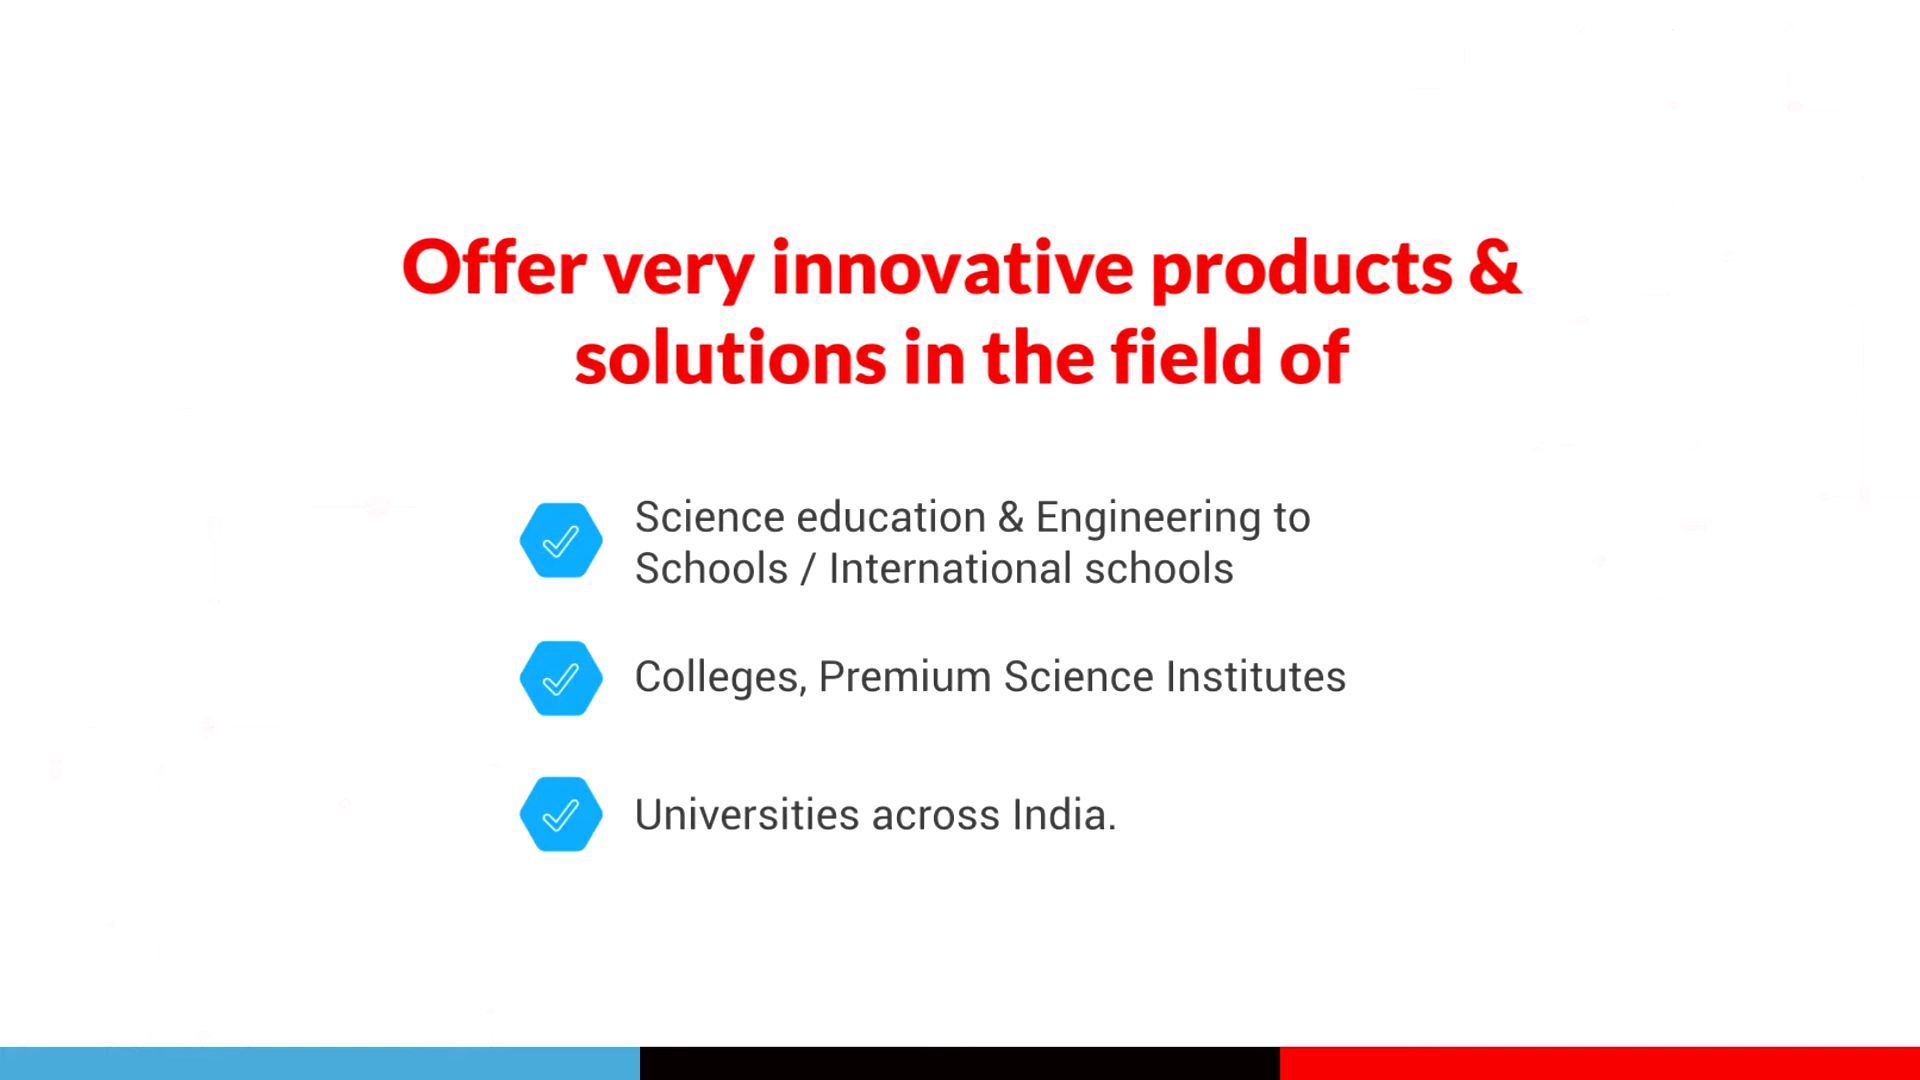 Offer very innovative products &
solutions in the field of
Science education & Engineering to
Schools / International schools
Colleges, Premium Science Institutes
Universities across India.